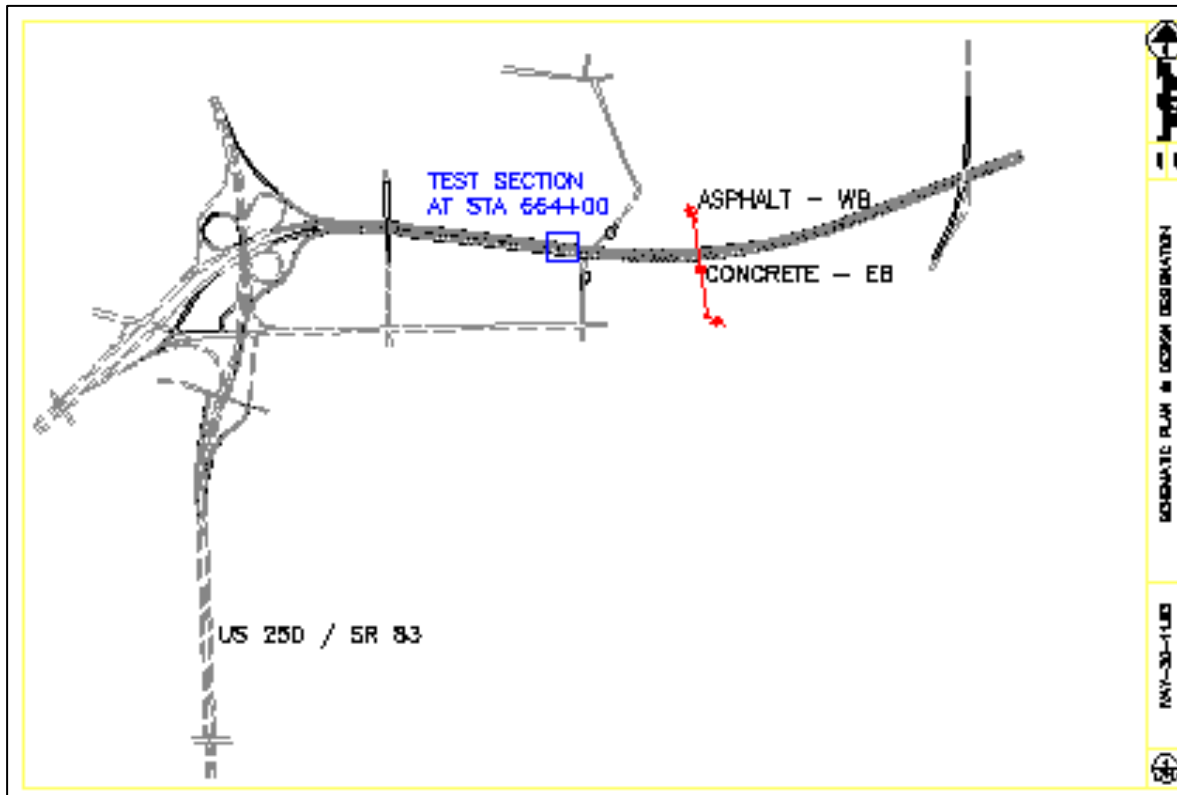 TEST SECTION
AT STA 664+00
ASPHALT - WB
CONCRETE - EB
US 250 / SR 83
SCHEMATIC PLAN & DESIGN DESIGNATION